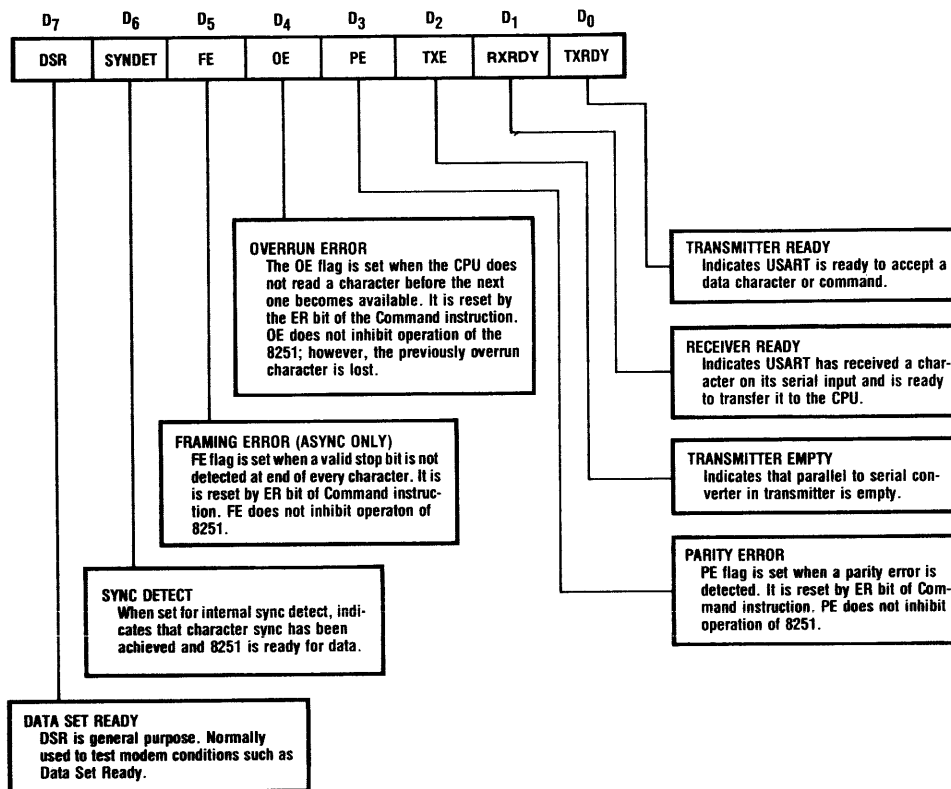 D7 D6 D5 D4 D3 D2 D1 D0
DSR SYNDET FE OE PE TXE RXRDY TXRDY
OVERRUN ERROR
The OE flag is set when the CPU does
not read a character before the next
one becomes available. It is reset by
the ER bit of the Command instruction.
OE does not inhibit operation of the
8251; however, the previously overrun
character is lost.
TRANSMITTER READY
Indicates USART is ready to accept a
data character or command.
RECEIVER READY
Indicates USART has received a char-
acter on its serial input and is ready
to transfer it to the CPU.
FRAMING ERROR (ASYNC ONLY)
FE flag is set when a valid stop bit is not
detected at end of every character. It is
is reset by ER bit of Command instruc-
tion. FE does not inhibit operaton of
8251.
TRANSMITTER EMPTY
Indicates that parallel to serial con-
verter in transmitter is empty.
PARITY ERROR
PE flag is set when a parity error is
detected. It is reset by ER bit of Com-
mand instruction. PE does not inhibit
operation of 8251.
SYNC DETECT
When set for internal sync detect, indi-
cates that character sync has been
achieved and 8251 is ready for data.
DATA SET READY
DSR is general purpose. Normally
used to test modem conditions such as
Data Set Ready.